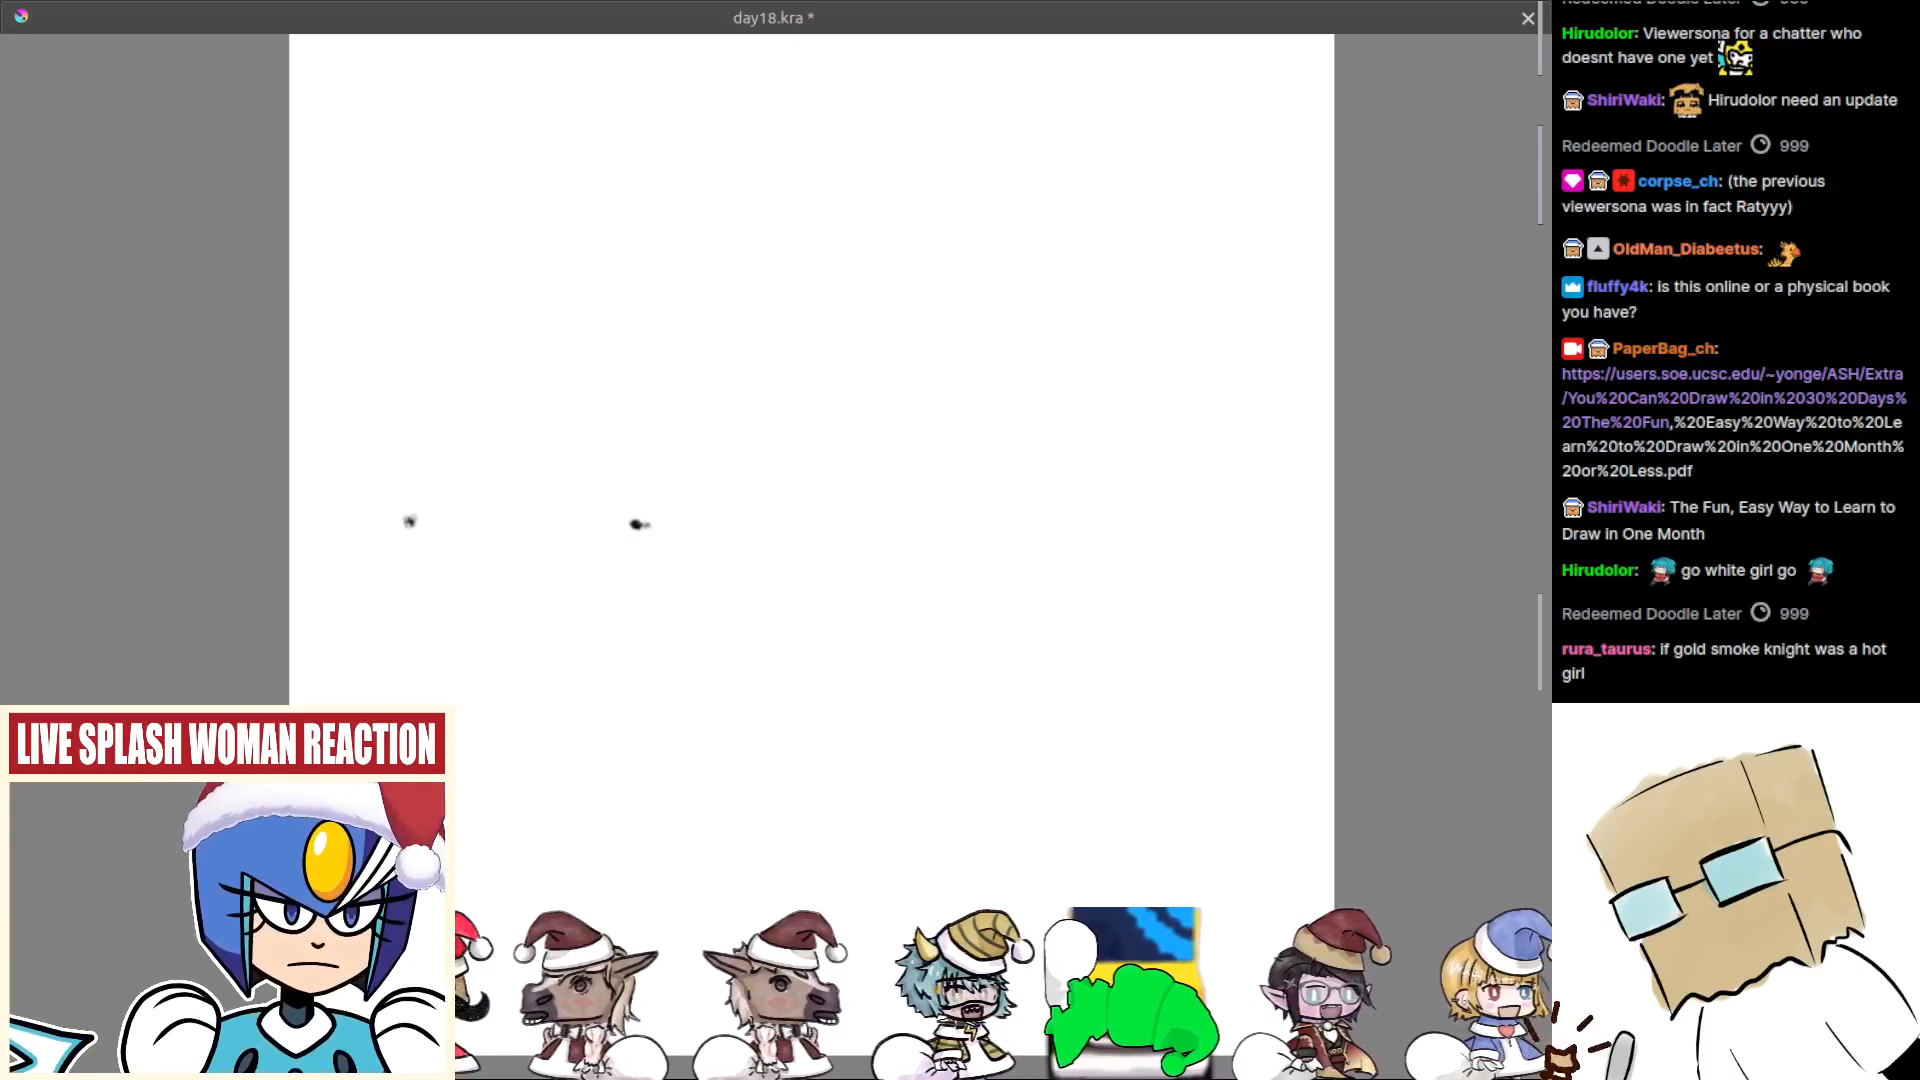 day18.kra *
Redeemed Doodle Later 999
Hirudolor: Viewersona for a chatter who
doesnt have one yet
ShiriWaki: Hirudolor need an update
Redeemed Doodle Later 999
corpse_ch: (the previous
viewersona was in fact Ratyyy)
OldMan_Diabeetus:
fluffy4k: is this online or a physical book
you have?
PaperBag_ch:
https://users.soe.ucsc.edu/~yonge/ASH/Extra
/You%20Can%20Draw%20in%2030%20Days%
20The%20Fun,%20Easy%20Way%20to%20Le
arn%20to%20Draw%20in%20One%20Month%
20or%20Less.pdf
ShiriWaki: The Fun, Easy Way to Learn to
Draw in One Month
Hirudolor: go white girl go
Redeemed Doodle Later 999
rura_taurus: if gold smoke knight was a hot
girl
LIVE SPLASH WOMAN REACTION